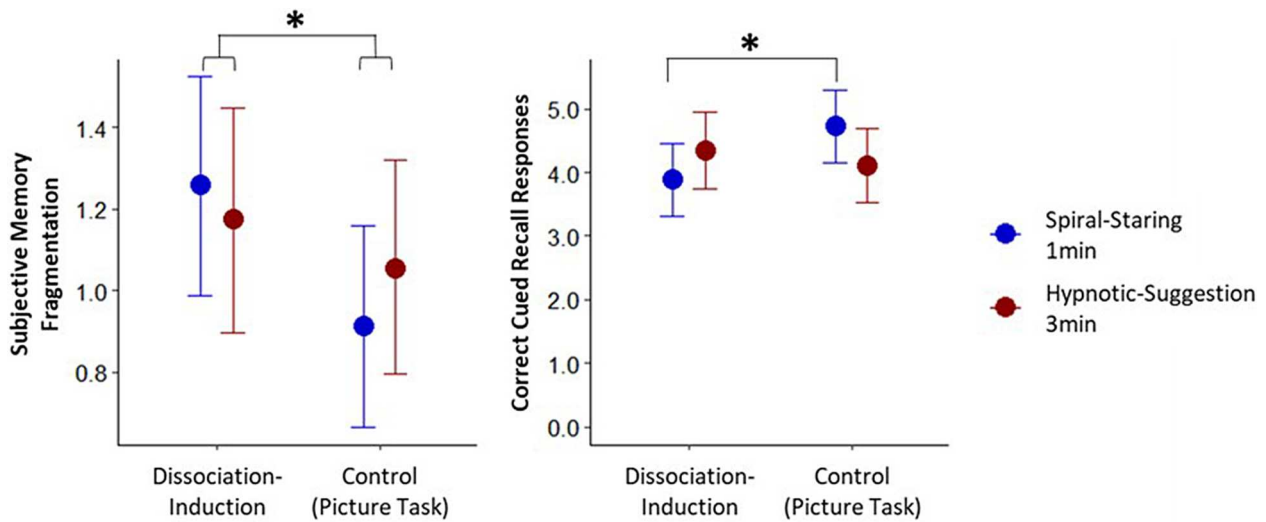 *
Subjective Memory
Fragmentation
1.4
1.2
1.0
0.8
Dissociation-
Induction
Control
(Picture Task)
*
Correct Cued Recall Responses
5.0
4.0
3.0
2.0
1.0
0.0
Dissociation-
Induction
Control
(Picture Task)
Spiral-Staring
1min
Hypnotic-Suggestion
3min